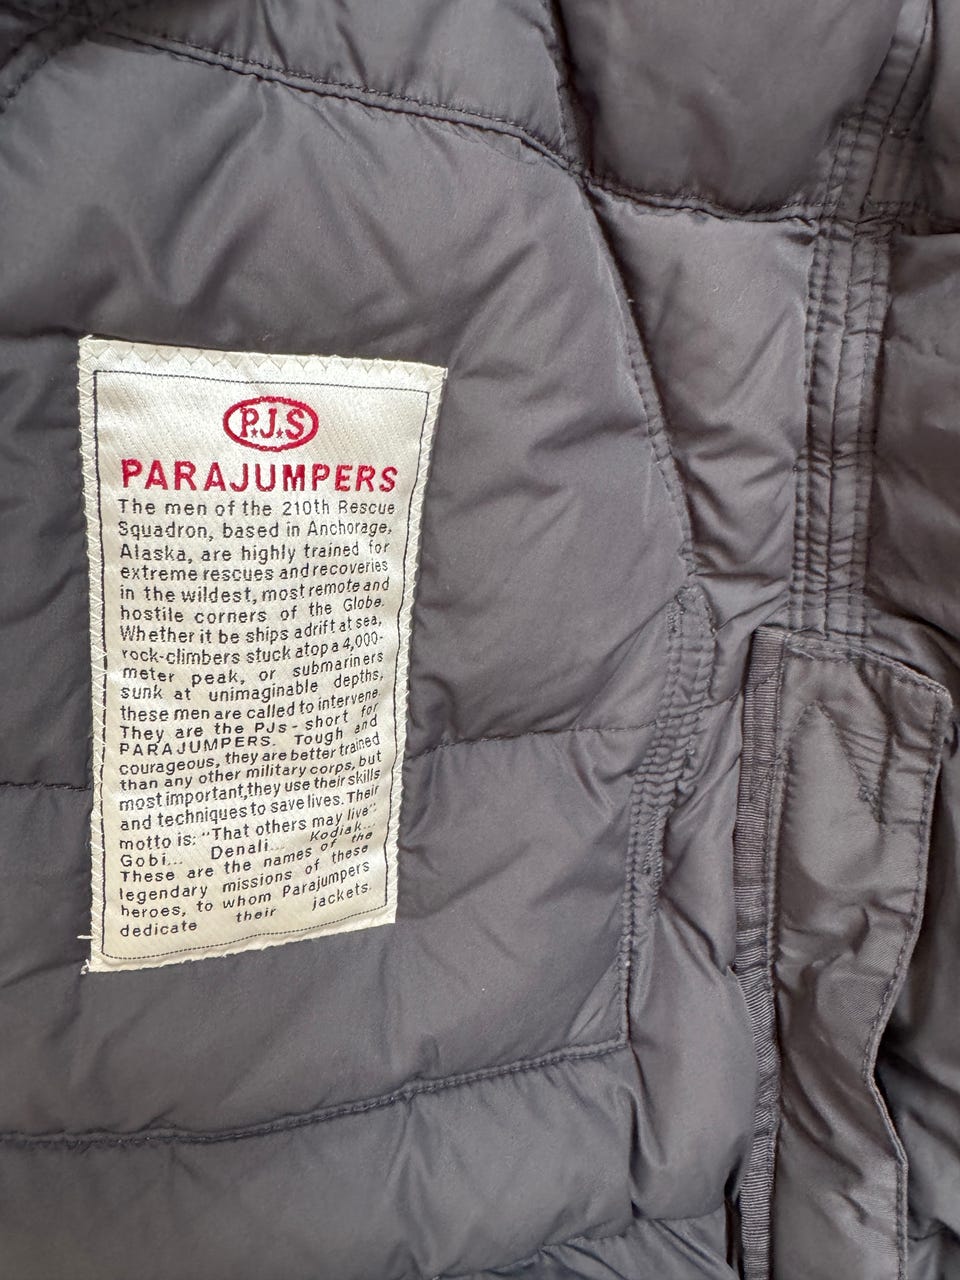 P.J.S
PARAJUMPERS
The men of the 210th Rescue
Squadron, based in Anchorage,
Alaska, are highly trained for
extreme rescues and recoveries
in the wildest, most remote and
hostile corners of the Globe.
Whether it be ships adrift at sea,
rock-climbers stuck atop a 4,000-
meter peak, or submariners
sunk at unimaginable depths,
these men are called to intervene.
They are the PJs - short for
PARAJUMPERS. Tough and
courageous, they are better trained
than any other military corps, but
most important,they use their skills
and techniques to save lives. Their
motto is: "That others may live":
Gobi... Denali... Kodiak...
These are the names of the
legendary missions of these
heroes, to whom Parajumpers
dedicate their jackets.